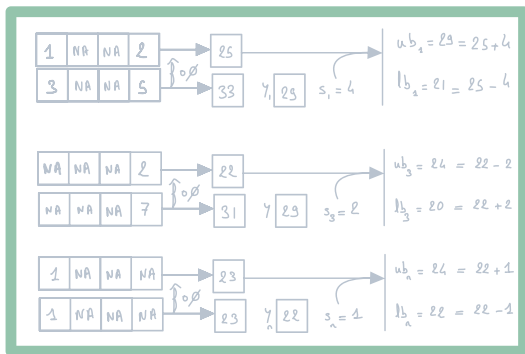 1 NA NA 2 25 ub₁ = 29 = 25+4
3 NA NA 5 }∘∅ 33 y₁ 29 s₁ = 4 lb₁ = 21 = 25 - 4
NA NA NA 2 22 ub₃ = 24 = 22 - 2
NA NA NA 7 }∘∅ 31 y 29 s₃ = 2 lb₃ = 20 = 22 + 2
1 NA NA NA 23 ubₙ = 24 = 22 + 1
1 NA NA NA }∘∅ 23 yₙ 22 sₙ = 1 lbₙ = 22 = 22 - 1